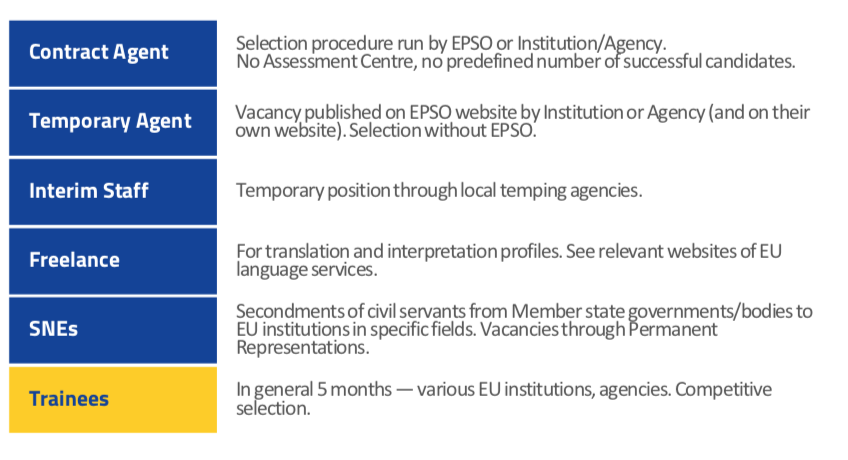 Contract Agent
Selection procedure run by EPSO or Institution/Agency.
No Assessment Centre, no predefined number of successful candidates.
Temporary Agent
Vacancy published on EPSO website by Institution or Agency (and on their
own website). Selection without EPSO.
Interim Staff
Temporary position through local temping agencies.
Freelance
For translation and interpretation profiles. See relevant websites of EU
language services.
SNEs
Secondments of civil servants from Member state governments/bodies to
EU institutions in specific fields. Vacancies through Permanent
Representations.
Trainees
In general 5 months — various EU institutions, agencies. Competitive
selection.